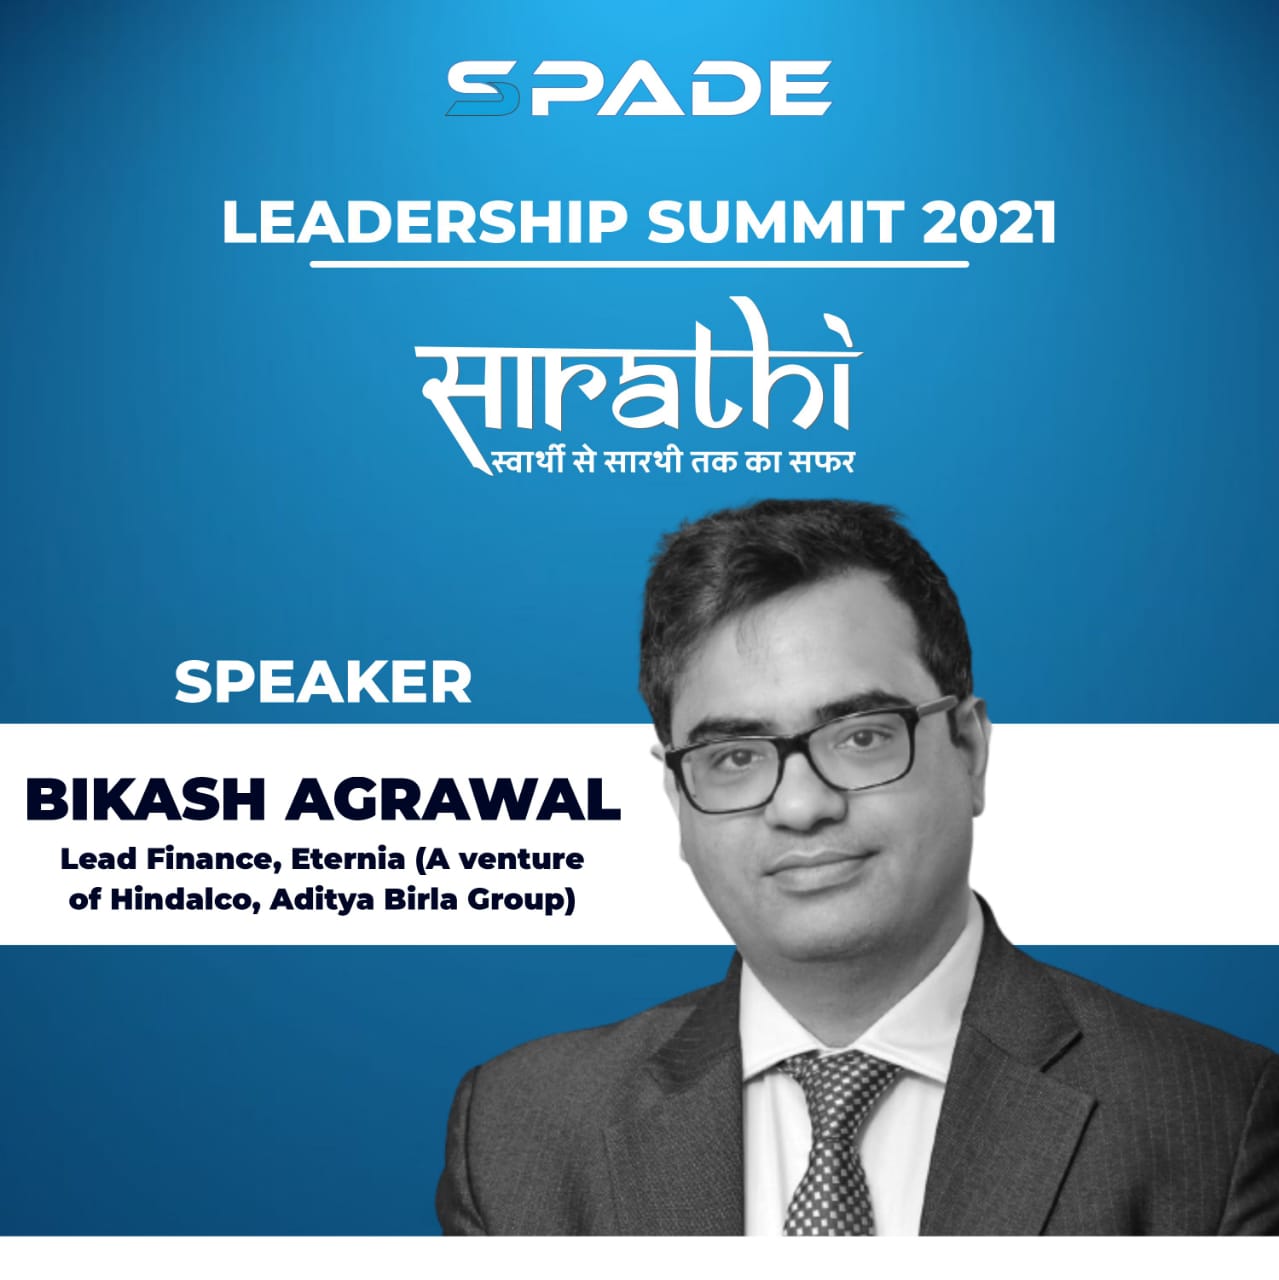 SPADE
LEADERSHIP SUMMIT 2021
साrathi
स्वार्थी से सारथी तक का सफर
SPEAKER
BIKASH AGRAWAL
Lead Finance, Eternia (A venture
of Hindalco, Aditya Birla Group)